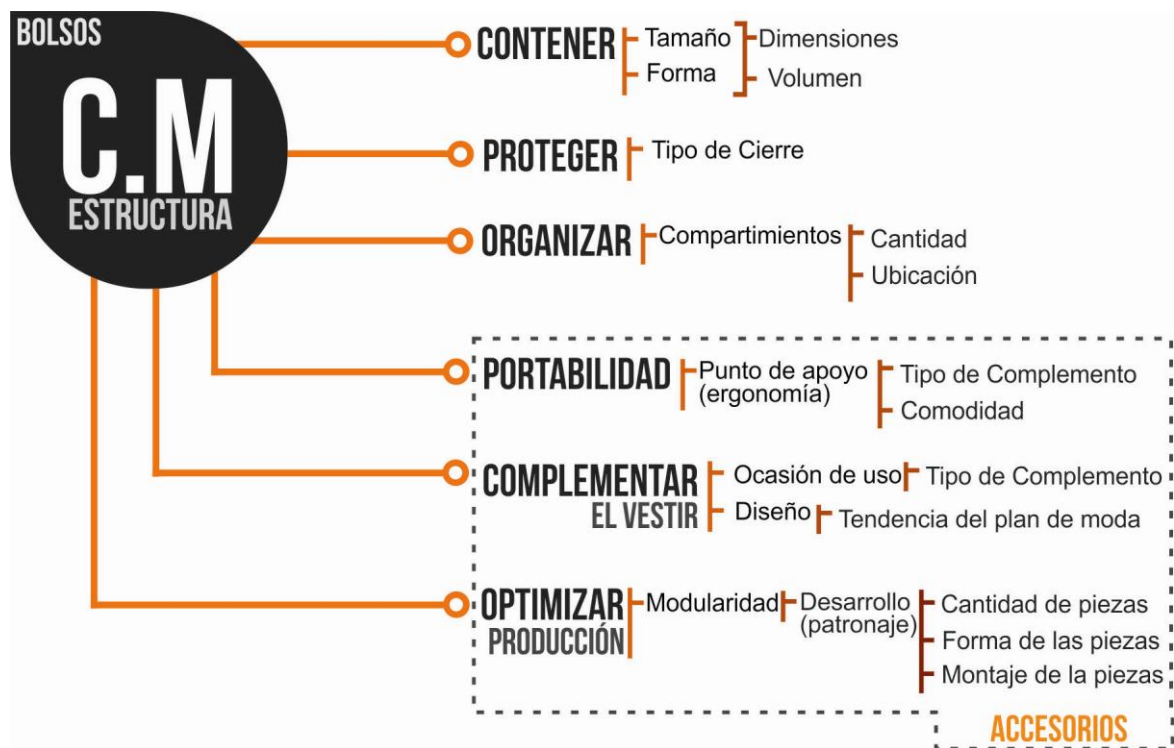 BOLSOS
C.M
ESTRUCTURA
CONTENER
Tamaño
Forma
Dimensiones
Volumen
PROTEGER
Tipo de Cierre
ORGANIZAR
Compartimientos
Cantidad
Ubicación
PORTABILIDAD
Punto de apoyo
(ergonomía)
Tipo de Complemento
Comodidad
COMPLEMENTAR
EL VESTIR
Ocasión de uso
Tipo de Complemento
Diseño
Tendencia del plan de moda
OPTIMIZAR
PRODUCCIÓN
Modularidad
Desarrollo
(patronaje)
Cantidad de piezas
Forma de las piezas
Montaje de la piezas
ACCESORIOS